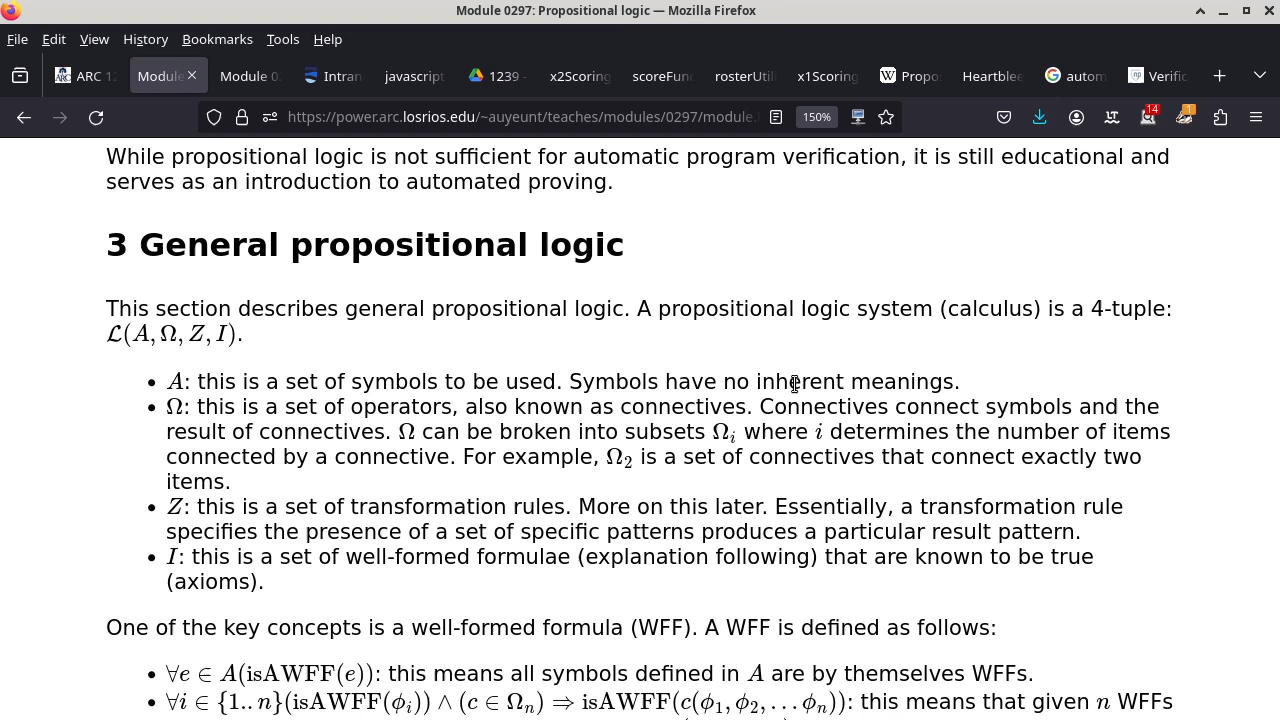 Module 0297: Propositional logic — Mozilla Firefox
File Edit View History Bookmarks Tools Help
ARC 12 Module Module 0 Intran javascript 1239 - x2Scoring scoreFun rosterUtil x1Scoring Propo Heartblee autom Verific
https://power.arc.losrios.edu/~auyeunt/teaches/modules/0297/module. 150% 14 1
While propositional logic is not sufficient for automatic program verification, it is still educational and
serves as an introduction to automated proving.
3 General propositional logic
This section describes general propositional logic. A propositional logic system (calculus) is a 4-tuple:
ℒ(A, Ω, Z, I).
• A: this is a set of symbols to be used. Symbols have no inherent meanings.
• Ω: this is a set of operators, also known as connectives. Connectives connect symbols and the
result of connectives. Ω can be broken into subsets Ωᵢ where i determines the number of items
connected by a connective. For example, Ω₂ is a set of connectives that connect exactly two
items.
• Z: this is a set of transformation rules. More on this later. Essentially, a transformation rule
specifies the presence of a set of specific patterns produces a particular result pattern.
• I: this is a set of well-formed formulae (explanation following) that are known to be true
(axioms).
One of the key concepts is a well-formed formula (WFF). A WFF is defined as follows:
• ∀e ∈ A(isAWFF(e)): this means all symbols defined in A are by themselves WFFs.
• ∀i ∈ {1..n}(isAWFF(ϕᵢ)) ∧ (c ∈ Ωₙ) ⇒ isAWFF(c(ϕ₁, ϕ₂, … ϕₙ)): this means that given n WFFs